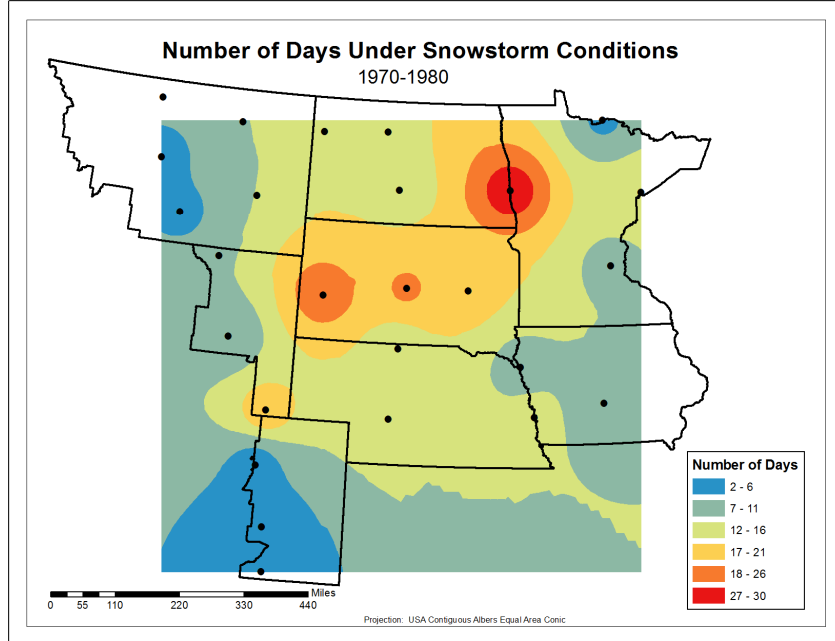 Number of Days Under Snowstorm Conditions
1970-1980
Number of Days
2 - 6
7 - 11
12 - 16
17 - 21
18 - 26
27 - 30
Miles
0 55 110 220 330 440
Projection: USA Contiguous Albers Equal Area Conic